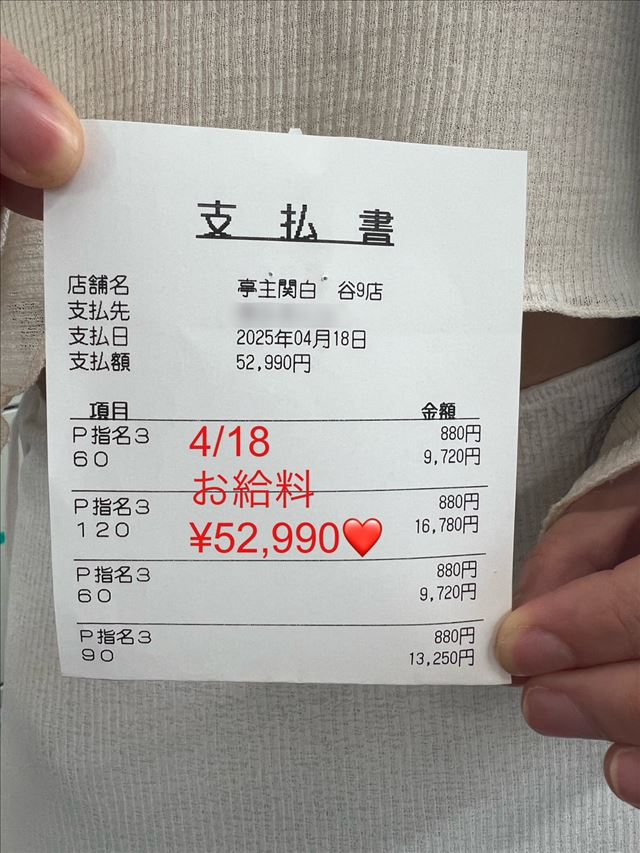 支払書
店舗名 亭主関白 谷9店
支払先
支払日 2025年04月18日
支払額 52,990円
項目 金額
P指名3 880円
60 9,720円
P指名3 880円
120 16,780円
P指名3 880円
60 9,720円
P指名3 880円
90 13,250円
4/18
お給料
¥52,990❤️